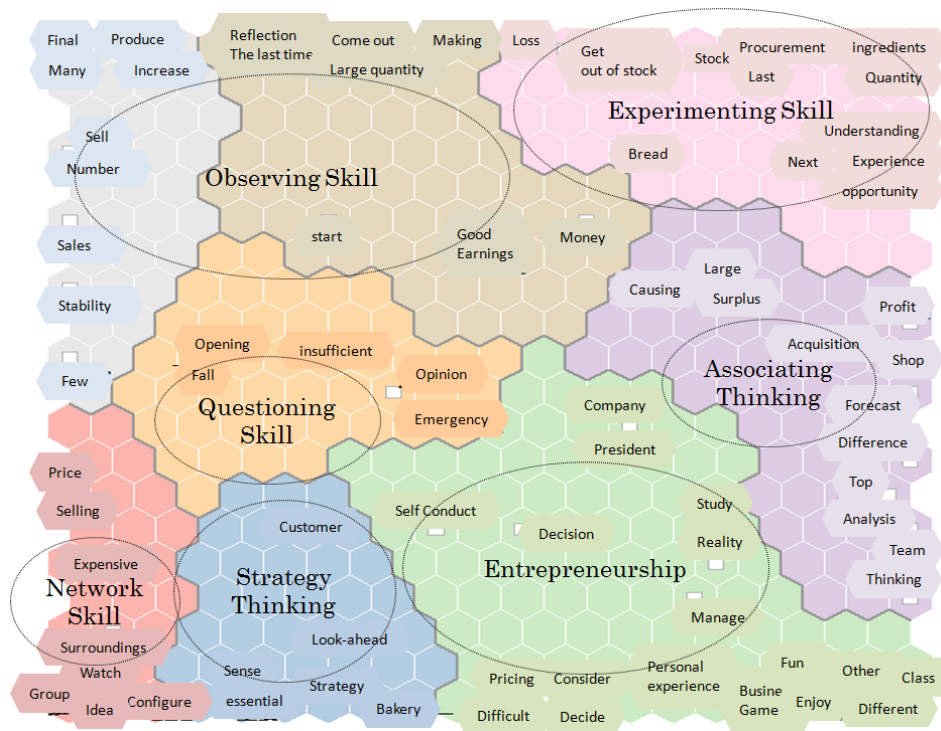 Final
Produce
Many
Increase
Reflection
The last time
Come out
Large quantity
Making
Loss
Get
out of stock
Stock
Procurement
Last
ingredients
Quantity
Experimenting Skill
Understanding
Bread
Next
Experience
opportunity
Sell
Number
Observing Skill
Sales
start
Good
Earnings
Money
Stability
Causing
Large
Surplus
Profit
Few
Opening
Fall
insufficient
Opinion
Emergency
Questioning
Skill
Acquisition
Shop
Associating
Thinking
Forecast
Difference
Top
Analysis
Team
Thinking
Company
President
Price
Selling
Expensive
Network
Skill
Surroundings
Watch
Group
Idea
Configure
Customer
Strategy
Thinking
Look-ahead
Sense
essential
Strategy
Bakery
Self Conduct
Decision
Study
Reality
Entrepreneurship
Manage
Pricing
Consider
Difficult
Decide
Personal
experience
Fun
Busine
Game
Enjoy
Other
Class
Different